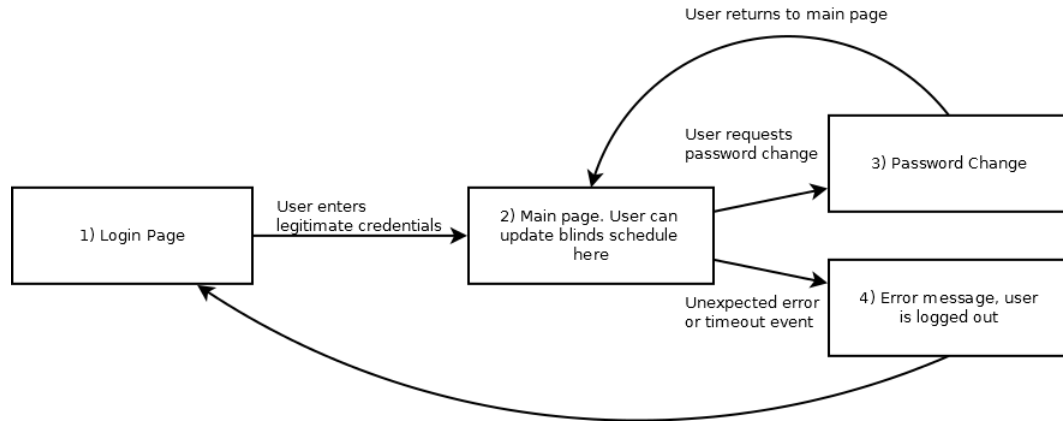 User returns to main page
User requests
password change
3) Password Change
User enters
legitimate credentials
1) Login Page
2) Main page. User can
update blinds schedule
here
Unexpected error
or timeout event
4) Error message, user
is logged out